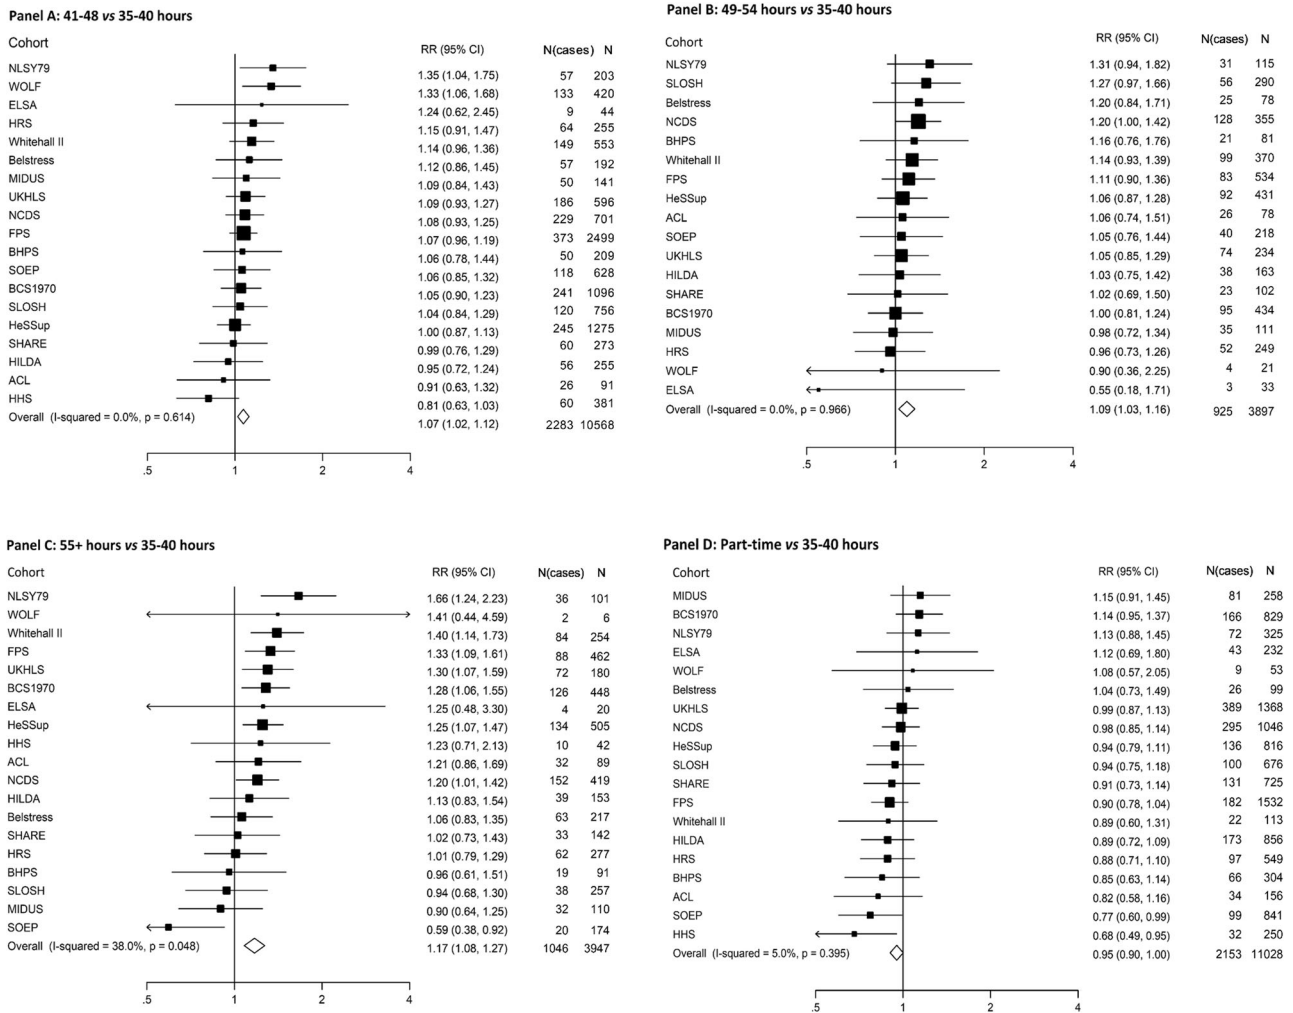 Panel A: 41-48 vs 35-40 hours
Cohort RR (95% CI) N(cases) N
NLSY79 1.35 (1.04, 1.75) 57 203
WOLF 1.33 (1.06, 1.68) 133 420
ELSA 1.24 (0.62, 2.45) 9 44
HRS 1.15 (0.91, 1.47) 64 255
Whitehall II 1.14 (0.96, 1.36) 149 553
Belstress 1.12 (0.86, 1.45) 57 192
MIDUS 1.09 (0.84, 1.43) 50 141
UKHLS 1.09 (0.93, 1.27) 186 596
NCDS 1.08 (0.93, 1.25) 229 701
FPS 1.07 (0.96, 1.19) 373 2499
BHPS 1.06 (0.78, 1.44) 50 209
SOEP 1.06 (0.85, 1.32) 118 628
BCS1970 1.05 (0.90, 1.23) 241 1096
SLOSH 1.04 (0.84, 1.29) 120 756
HeSSup 1.00 (0.87, 1.13) 245 1275
SHARE 0.99 (0.76, 1.29) 60 273
HILDA 0.95 (0.72, 1.24) 56 255
ACL 0.91 (0.63, 1.32) 26 91
HHS 0.81 (0.63, 1.03) 60 381
Overall (I-squared = 0.0%, p = 0.614) 1.07 (1.02, 1.12) 2283 10568
.5 1 2 4
Panel B: 49-54 hours vs 35-40 hours
Cohort RR (95% CI) N(cases) N
NLSY79 1.31 (0.94, 1.82) 31 115
SLOSH 1.27 (0.97, 1.66) 56 290
Belstress 1.20 (0.84, 1.71) 25 78
NCDS 1.20 (1.00, 1.42) 128 355
BHPS 1.16 (0.76, 1.76) 21 81
Whitehall II 1.14 (0.93, 1.39) 99 370
FPS 1.11 (0.90, 1.36) 83 534
HeSSup 1.06 (0.87, 1.28) 92 431
ACL 1.06 (0.74, 1.51) 26 78
SOEP 1.05 (0.76, 1.44) 40 218
UKHLS 1.05 (0.85, 1.29) 74 234
HILDA 1.03 (0.75, 1.42) 38 163
SHARE 1.02 (0.69, 1.50) 23 102
BCS1970 1.00 (0.81, 1.24) 95 434
MIDUS 0.98 (0.72, 1.34) 35 111
HRS 0.96 (0.73, 1.26) 52 249
WOLF 0.90 (0.36, 2.25) 4 21
ELSA 0.55 (0.18, 1.71) 3 33
Overall (I-squared = 0.0%, p = 0.966) 1.09 (1.03, 1.16) 925 3897
.5 1 2 4
Panel C: 55+ hours vs 35-40 hours
Cohort RR (95% CI) N(cases) N
NLSY79 1.66 (1.24, 2.23) 36 101
WOLF 1.41 (0.44, 4.59) 2 6
Whitehall II 1.40 (1.14, 1.73) 84 254
FPS 1.33 (1.09, 1.61) 88 462
UKHLS 1.30 (1.07, 1.59) 72 180
BCS1970 1.28 (1.06, 1.55) 126 448
ELSA 1.25 (0.48, 3.30) 4 20
HeSSup 1.25 (1.07, 1.47) 134 505
HHS 1.23 (0.71, 2.13) 10 42
ACL 1.21 (0.86, 1.69) 32 89
NCDS 1.20 (1.01, 1.42) 152 419
HILDA 1.13 (0.83, 1.54) 39 153
Belstress 1.06 (0.83, 1.35) 63 217
SHARE 1.02 (0.73, 1.43) 33 142
HRS 1.01 (0.79, 1.29) 62 277
BHPS 0.96 (0.61, 1.51) 19 91
SLOSH 0.94 (0.68, 1.30) 38 257
MIDUS 0.90 (0.64, 1.25) 32 110
SOEP 0.59 (0.38, 0.92) 20 174
Overall (I-squared = 38.0%, p = 0.048) 1.17 (1.08, 1.27) 1046 3947
.5 1 2 4
Panel D: Part-time vs 35-40 hours
Cohort RR (95% CI) N(cases) N
MIDUS 1.15 (0.91, 1.45) 81 258
BCS1970 1.14 (0.95, 1.37) 166 829
NLSY79 1.13 (0.88, 1.45) 72 325
ELSA 1.12 (0.69, 1.80) 43 232
WOLF 1.08 (0.57, 2.05) 9 53
Belstress 1.04 (0.73, 1.49) 26 99
UKHLS 0.99 (0.87, 1.13) 389 1368
NCDS 0.98 (0.85, 1.14) 295 1046
HeSSup 0.94 (0.79, 1.11) 136 816
SLOSH 0.94 (0.75, 1.18) 100 676
SHARE 0.91 (0.73, 1.14) 131 725
FPS 0.90 (0.78, 1.04) 182 1532
Whitehall II 0.89 (0.60, 1.31) 22 113
HILDA 0.89 (0.72, 1.09) 173 856
HRS 0.88 (0.71, 1.10) 97 549
BHPS 0.85 (0.63, 1.14) 66 304
ACL 0.82 (0.58, 1.16) 34 156
SOEP 0.77 (0.60, 0.99) 99 841
HHS 0.68 (0.49, 0.95) 32 250
Overall (I-squared = 5.0%, p = 0.395) 0.95 (0.90, 1.00) 2153 11028
.5 1 2 4